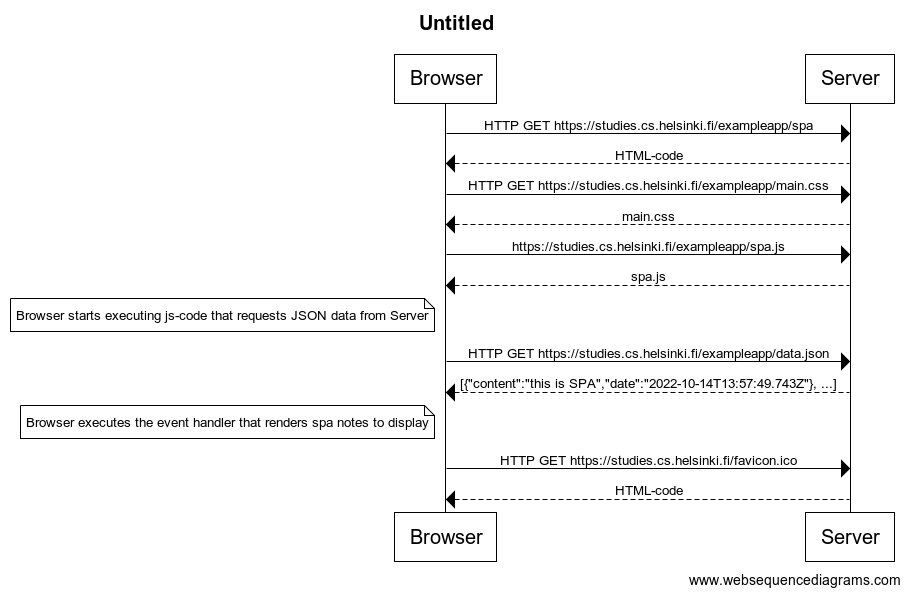 Untitled
Browser
Server
HTTP GET https://studies.cs.helsinki.fi/exampleapp/spa
HTML-code
HTTP GET https://studies.cs.helsinki.fi/exampleapp/main.css
main.css
https://studies.cs.helsinki.fi/exampleapp/spa.js
spa.js
Browser starts executing js-code that requests JSON data from Server
HTTP GET https://studies.cs.helsinki.fi/exampleapp/data.json
[{"content":"this is SPA","date":"2022-10-14T13:57:49.743Z"}, ...]
Browser executes the event handler that renders spa notes to display
HTTP GET https://studies.cs.helsinki.fi/favicon.ico
HTML-code
Browser
Server
www.websequencediagrams.com